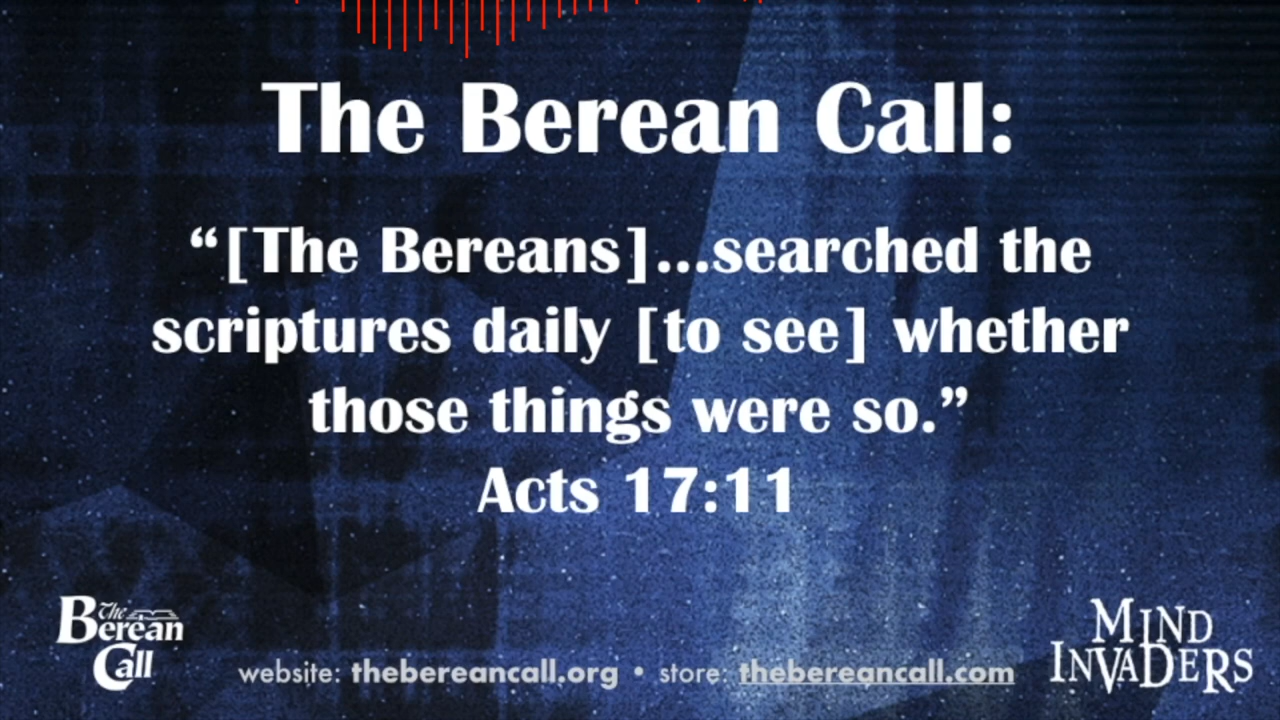 The Berean Call:
“[The Bereans]...searched the
scriptures daily [to see] whether
those things were so.”
Acts 17:11
The
Berean
Call
website: thebereancall.org • store: thebereancall.com
MIND
INVADERS